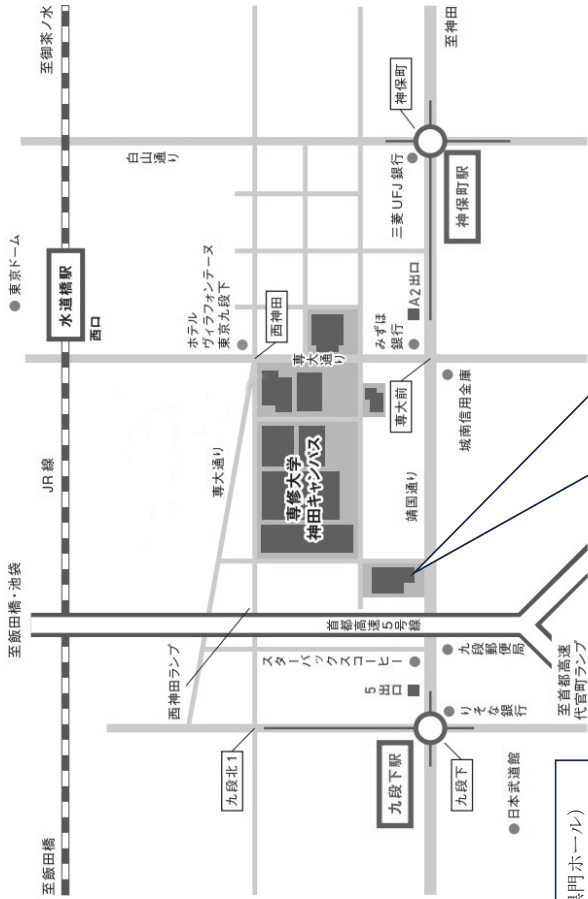 至飯田橋・池袋
東京ドーム
至飯田橋
JR線
水道橋駅
西口
至御茶ノ水
白山通り
西神田ランプ
専大通り
ホテル
ヴィラフォンテーヌ
東京九段下
九段北1
西神田
専修大学
神田キャンパス
専大通り
首都高速5号線
スターバックスコーヒー
5出口
靖国通り
専大前
みずほ
銀行
A2出口
三菱UFJ銀行
神保町
至神田
九段下駅
九段下
りそな銀行
九段郵便局
城南信用金庫
神保町駅
日本武道館
至首都高速
代官町ランプ
黒門ホール）